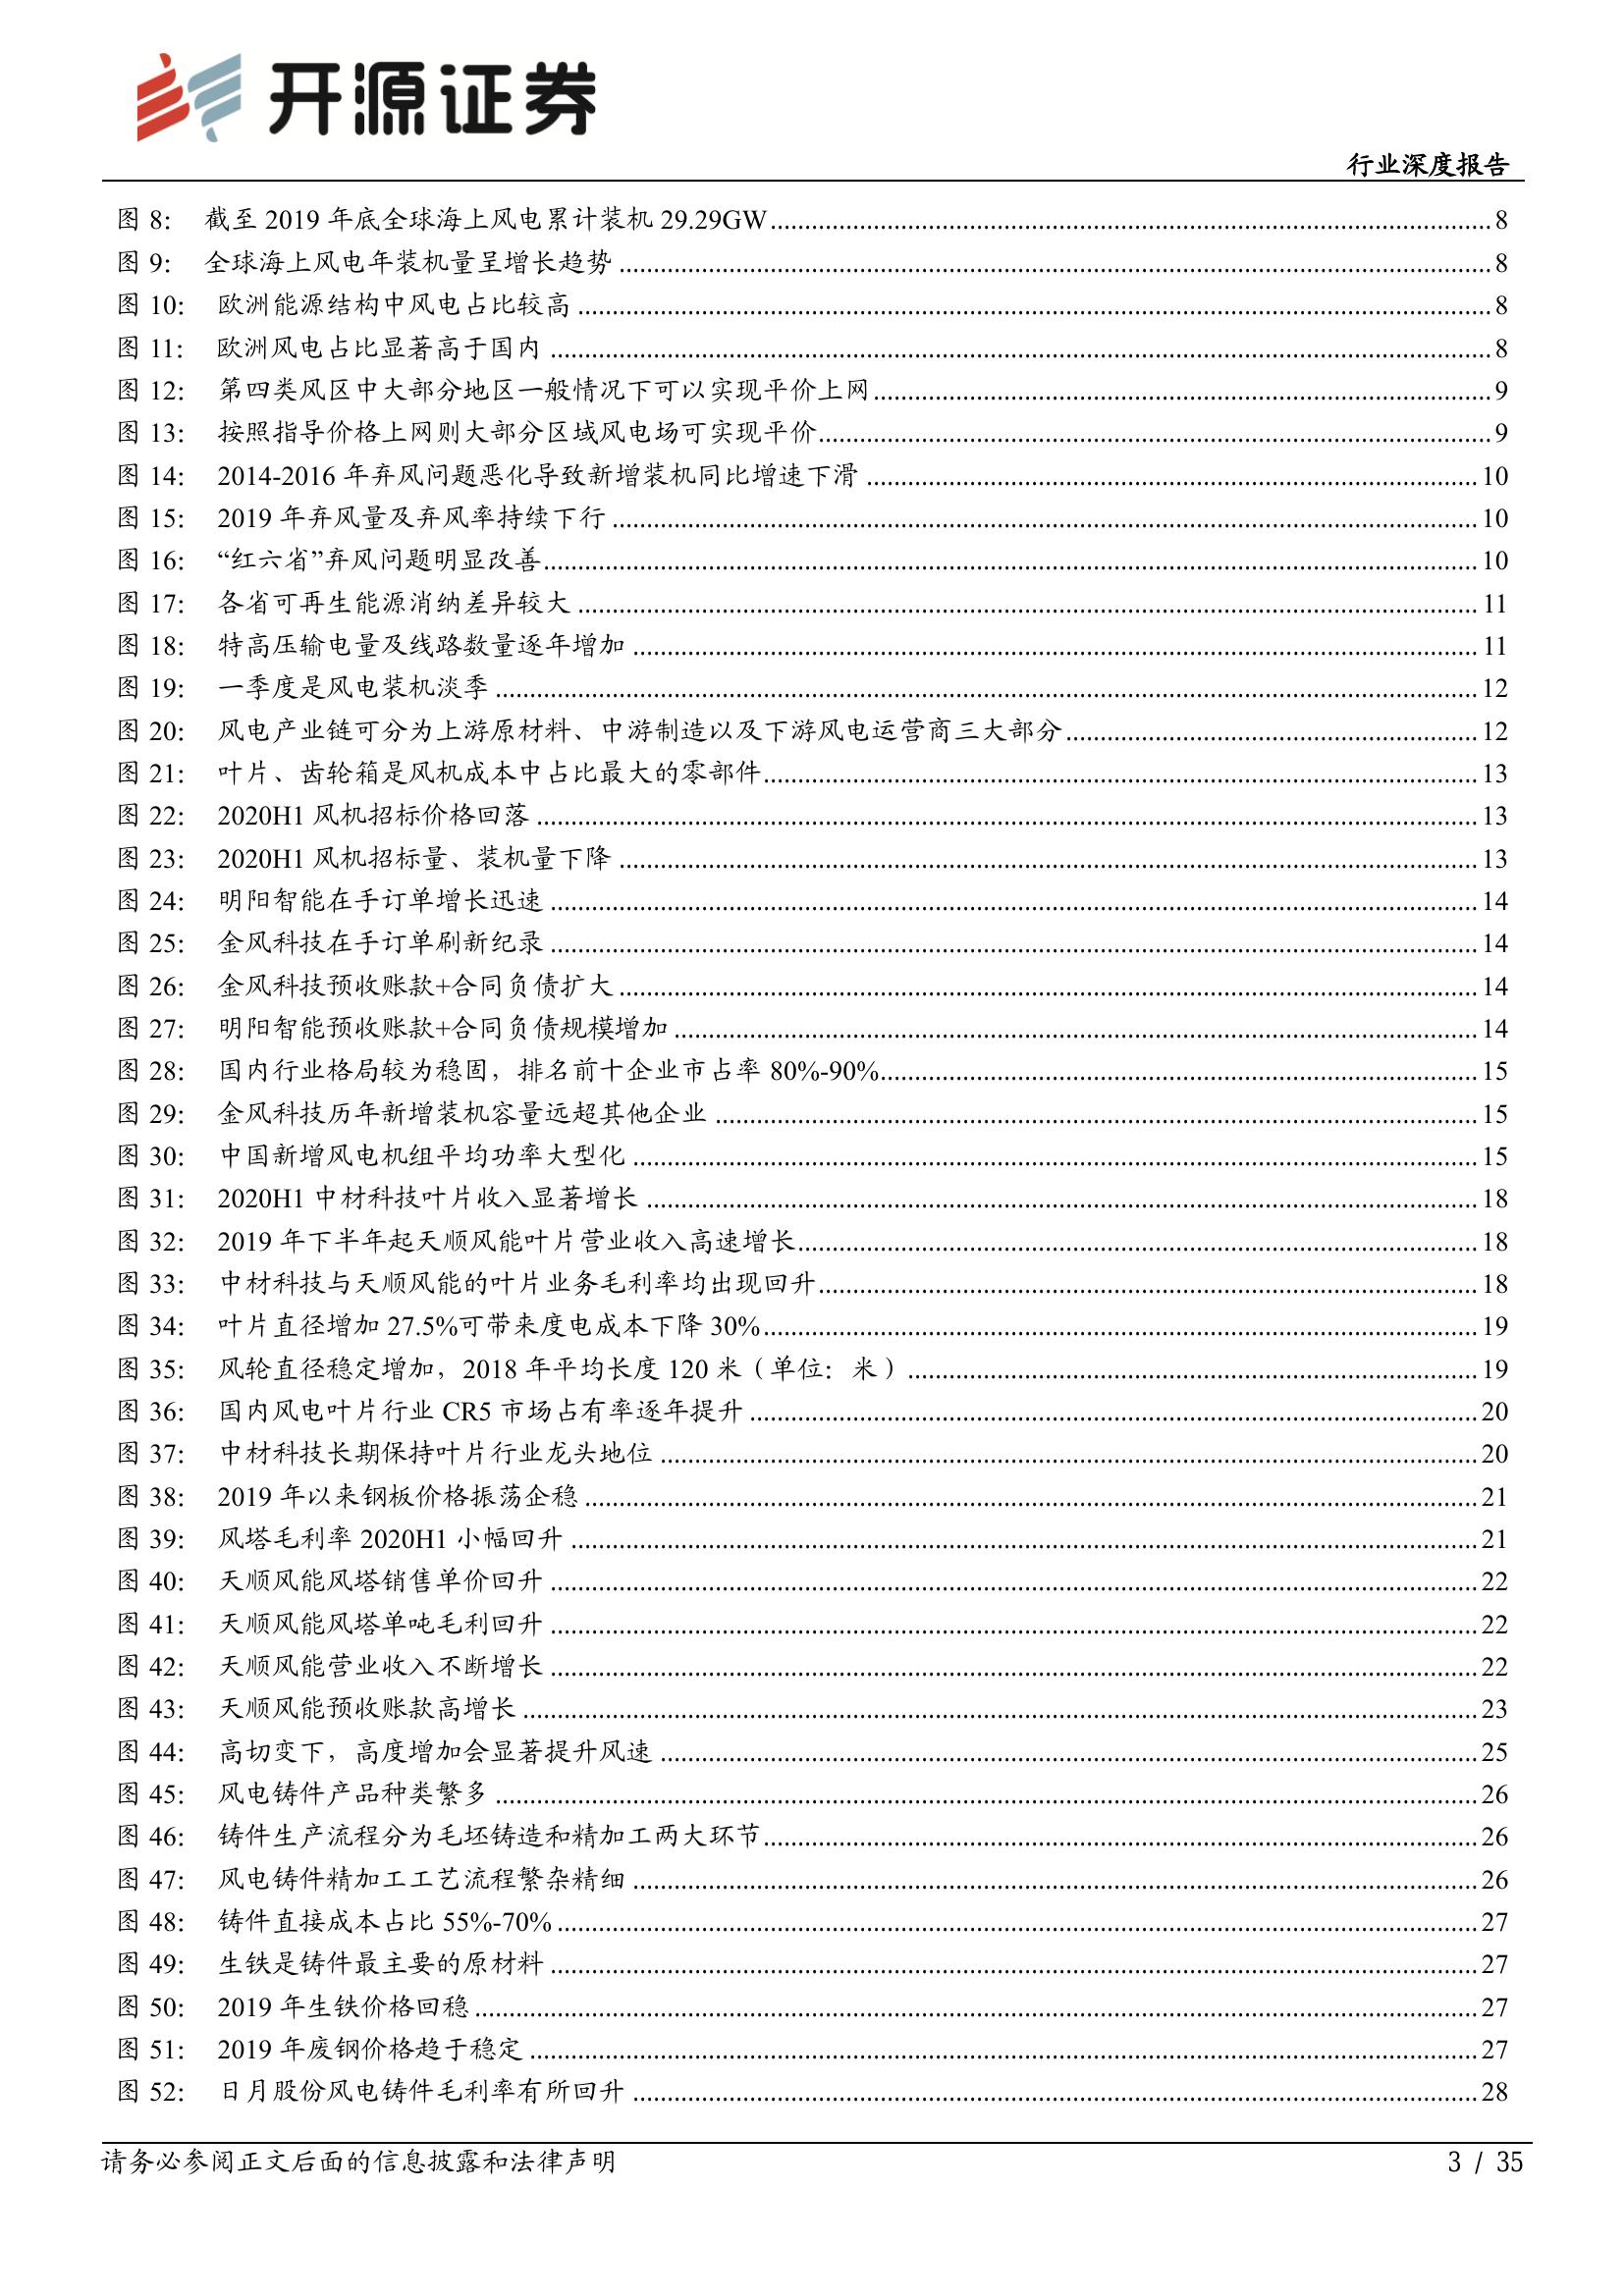 开源证券
行业深度报告
图 8： 截至 2019 年底全球海上风电累计装机 29.29GW ........ 8
图 9： 全球海上风电年装机量呈增长趋势 ........ 8
图 10： 欧洲能源结构中风电占比较高 ........ 8
图 11： 欧洲风电占比显著高于国内 ........ 8
图 12： 第四类风区中大部分地区一般情况下可以实现平价上网 ........ 9
图 13： 按照指导价格上网则大部分区域风电场可实现平价 ........ 9
图 14： 2014-2016 年弃风问题恶化导致新增装机同比增速下滑 ........ 10
图 15： 2019 年弃风量及弃风率持续下行 ........ 10
图 16： “红六省”弃风问题明显改善 ........ 10
图 17： 各省可再生能源消纳差异较大 ........ 11
图 18： 特高压输电量及线路数量逐年增加 ........ 11
图 19： 一季度是风电装机淡季 ........ 12
图 20： 风电产业链可分为上游原材料、中游制造以及下游风电运营商三大部分 ........ 12
图 21： 叶片、齿轮箱是风机成本中占比最大的零部件 ........ 13
图 22： 2020H1 风机招标价格回落 ........ 13
图 23： 2020H1 风机招标量、装机量下降 ........ 13
图 24： 明阳智能在手订单增长迅速 ........ 14
图 25： 金风科技在手订单刷新纪录 ........ 14
图 26： 金风科技预收账款+合同负债扩大 ........ 14
图 27： 明阳智能预收账款+合同负债规模增加 ........ 14
图 28： 国内行业格局较为稳固，排名前十企业市占率 80%-90% ........ 15
图 29： 金风科技历年新增装机容量远超其他企业 ........ 15
图 30： 中国新增风电机组平均功率大型化 ........ 15
图 31： 2020H1 中材科技叶片收入显著增长 ........ 18
图 32： 2019 年下半年起天顺风能叶片营业收入高速增长 ........ 18
图 33： 中材科技与天顺风能的叶片业务毛利率均出现回升 ........ 18
图 34： 叶片直径增加 27.5%可带来度电成本下降 30% ........ 19
图 35： 风轮直径稳定增加，2018 年平均长度 120 米（单位：米） ........ 19
图 36： 国内风电叶片行业 CR5 市场占有率逐年提升 ........ 20
图 37： 中材科技长期保持叶片行业龙头地位 ........ 20
图 38： 2019 年以来钢板价格振荡企稳 ........ 21
图 39： 风塔毛利率 2020H1 小幅回升 ........ 21
图 40： 天顺风能风塔销售单价回升 ........ 22
图 41： 天顺风能风塔单吨毛利回升 ........ 22
图 42： 天顺风能营业收入不断增长 ........ 22
图 43： 天顺风能预收账款高增长 ........ 23
图 44： 高切变下，高度增加会显著提升风速 ........ 25
图 45： 风电铸件产品种类繁多 ........ 26
图 46： 铸件生产流程分为毛坯铸造和精加工两大环节 ........ 26
图 47： 风电铸件精加工工艺流程繁杂精细 ........ 26
图 48： 铸件直接成本占比 55%-70% ........ 27
图 49： 生铁是铸件最主要的原材料 ........ 27
图 50： 2019 年生铁价格回稳 ........ 27
图 51： 2019 年废钢价格趋于稳定 ........ 27
图 52： 日月股份风电铸件毛利率有所回升 ........ 28
请务必参阅正文后面的信息披露和法律声明
3 / 35